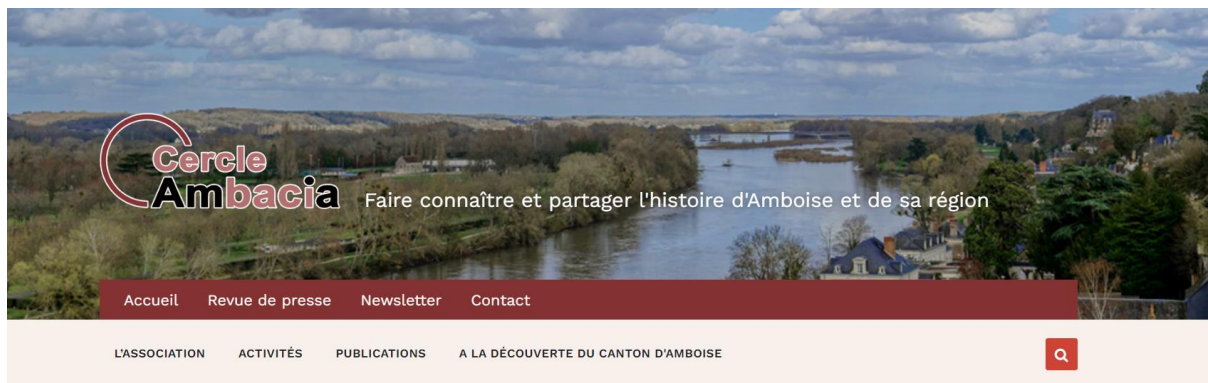 Cercle
Ambacia
Faire connaître et partager l'histoire d'Amboise et de sa région
Accueil Revue de presse Newsletter Contact
L'ASSOCIATION ACTIVITÉS PUBLICATIONS A LA DÉCOUVERTE DU CANTON D'AMBOISE